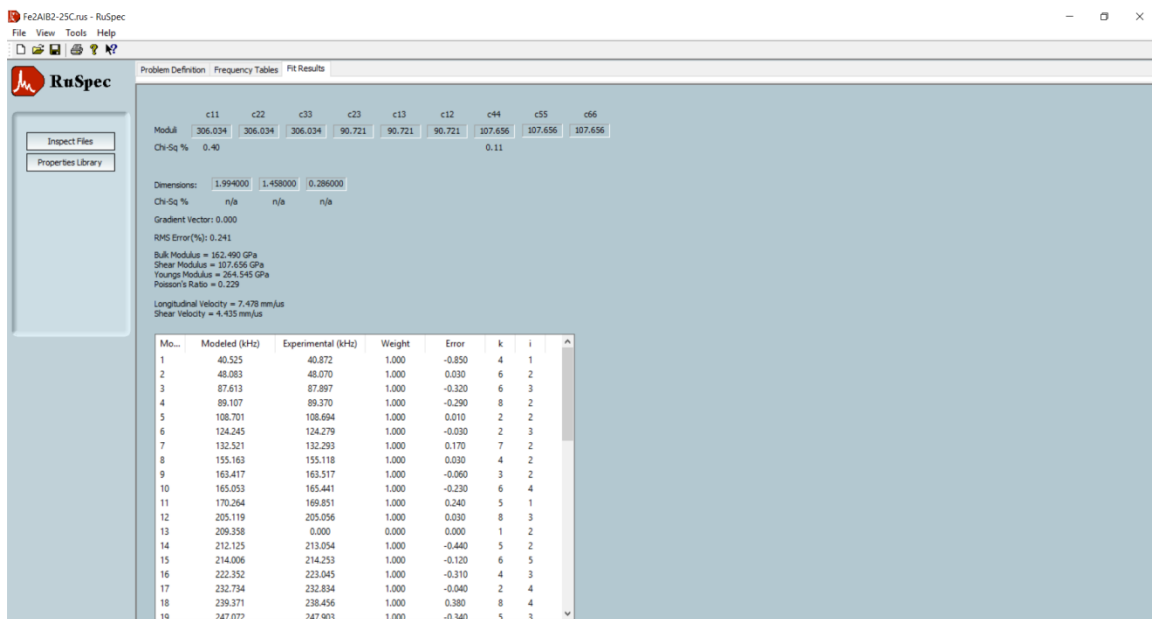 Fe2AlB2-25C.rus - RuSpec
File View Tools Help
RuSpec
Inspect Files
Properties Library
Problem Definition Frequency Tables Fit Results
c11 c22 c33 c23 c13 c12 c44 c55 c66
Moduli 306.034 306.034 306.034 90.721 90.721 90.721 107.656 107.656 107.656
Chi-Sq % 0.40 0.11
Dimensions: 1.994000 1.458000 0.286000
Chi-Sq % n/a n/a n/a
Gradient Vector: 0.000
RMS Error(%): 0.241
Bulk Modulus = 162.490 GPa
Shear Modulus = 107.656 GPa
Youngs Modulus = 264.545 GPa
Poisson's Ratio = 0.229
Longitudinal Velocity = 7.478 mm/us
Shear Velocity = 4.435 mm/us
Mo... Modeled (kHz) Experimental (kHz) Weight Error k i
1 40.525 40.872 1.000 -0.850 4 1
2 48.083 48.070 1.000 0.030 6 2
3 87.613 87.897 1.000 -0.320 6 3
4 89.107 89.370 1.000 -0.290 8 2
5 108.701 108.694 1.000 0.010 2 2
6 124.245 124.279 1.000 -0.030 2 3
7 132.521 132.293 1.000 0.170 7 2
8 155.163 155.118 1.000 0.030 4 2
9 163.417 163.517 1.000 -0.060 3 2
10 165.053 165.441 1.000 -0.230 6 4
11 170.264 169.851 1.000 0.240 5 1
12 205.119 205.056 1.000 0.030 8 3
13 209.358 0.000 0.000 0.000 1 2
14 212.125 213.054 1.000 -0.440 5 2
15 214.006 214.253 1.000 -0.120 6 5
16 222.352 223.045 1.000 -0.310 4 3
17 232.734 232.834 1.000 -0.040 2 4
18 239.371 238.456 1.000 0.380 8 4
19 247.072 247.903 1.000 -0.340 5 3